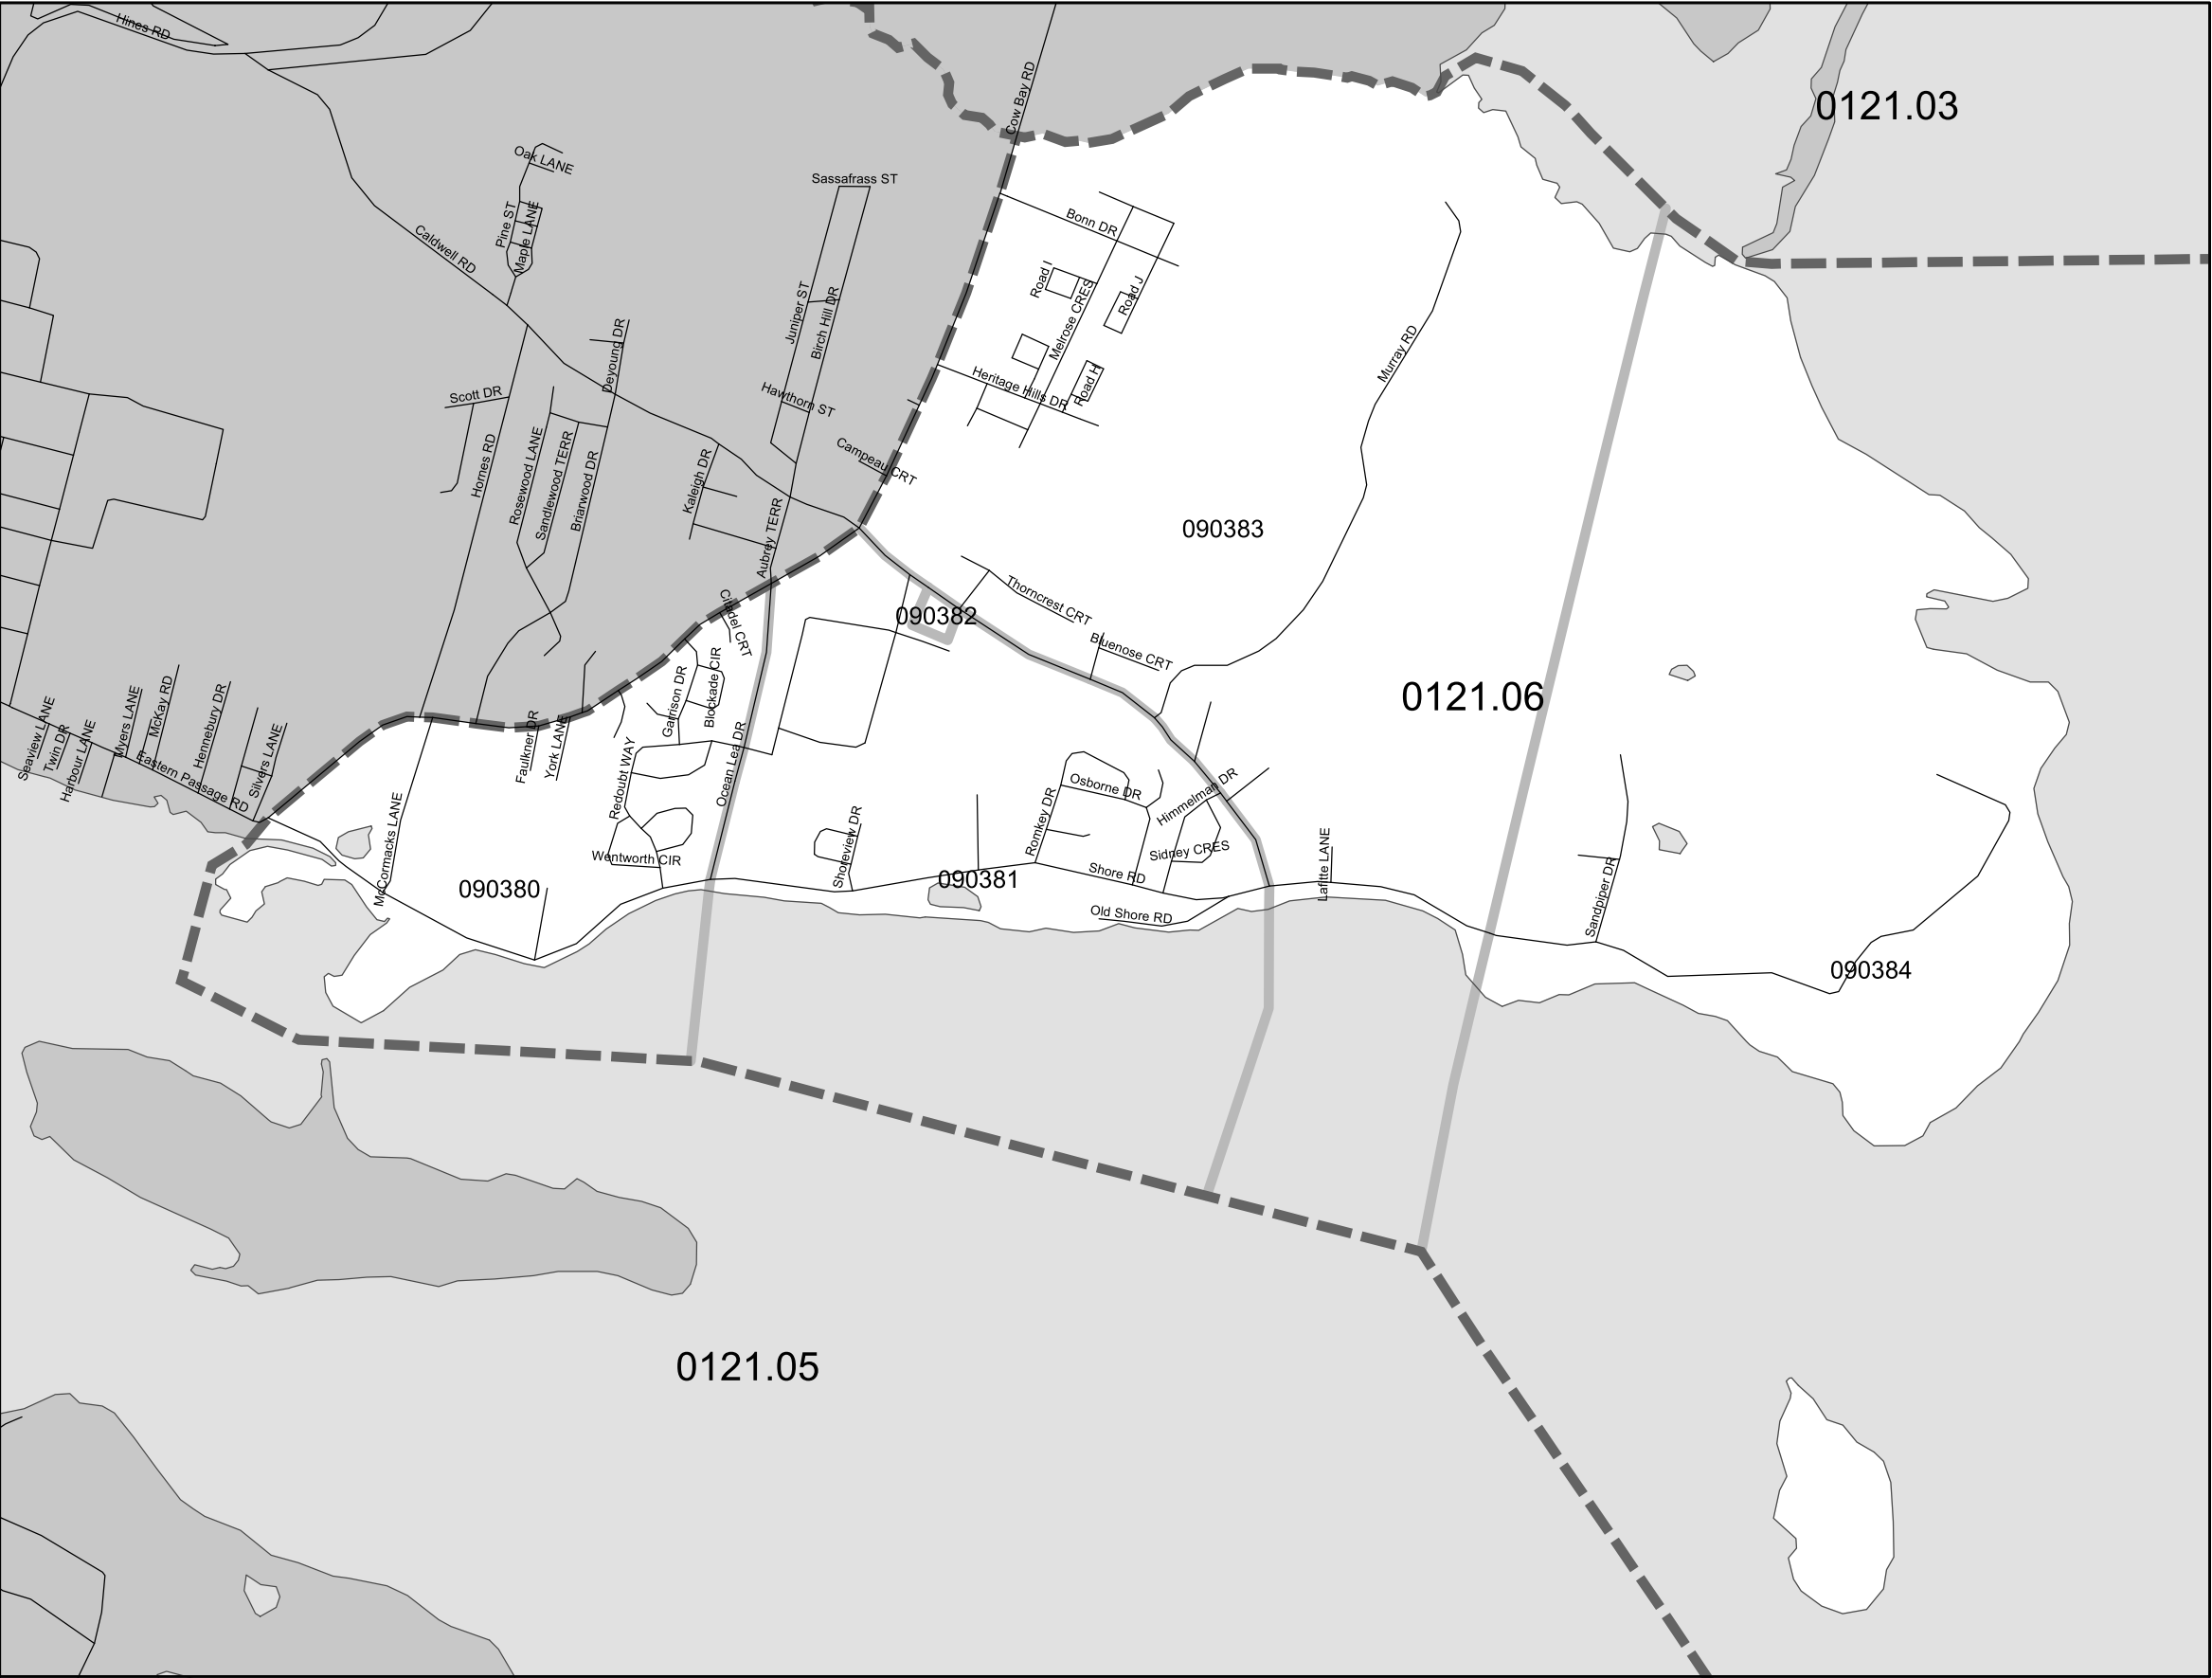 Hines RD
0121.03
Cow Bay RD
Oak LANE
Sassafrass ST
Pine ST
Maple LANE
Bonn DR
Caldwell RD
Road I
Road J
Melrose CRES
Juniper ST
Birch Hill DR
Deyoung DR
Murray RD
Heritage Hills DR
Road H
Scott DR
Hawthorn ST
Campeau CRT
Homes RD
Rosewood LANE
Sandlewood TERR
Briarwood DR
Kaleigh DR
Aubrey TERR
090383
Thorncrest CRT
090382
Citadel CRT
Bluenose CRT
0121.06
Garrison DR
Blockade CIR
Seaview LANE
Twin DR
Harbour LANE
Myers LANE
McKay RD
Hennebury DR
Silvers LANE
Eastern Passage RD
Faulkner DR
York LANE
Redoubt WAY
Ocean Lea DR
Osborne DR
Himmelman DR
Romkey DR
McCormacks LANE
Wentworth CIR
Shoreview DR
Sidney CRES
Shore RD
Lafitte LANE
Sandpiper DR
090380
090381
Old Shore RD
090384
0121.05